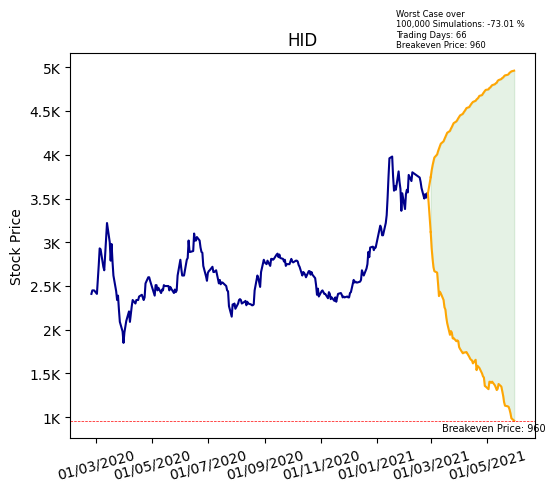 Worst Case over
100,000 Simulations: -73.01 %
Trading Days: 66
Breakeven Price: 960
HID
5K
4.5K
4K
3.5K
3K
2.5K
2K
1.5K
1K
Stock Price
Breakeven Price: 960
01/03/2020
01/05/2020
01/07/2020
01/09/2020
01/11/2020
01/01/2021
01/03/2021
01/05/2021